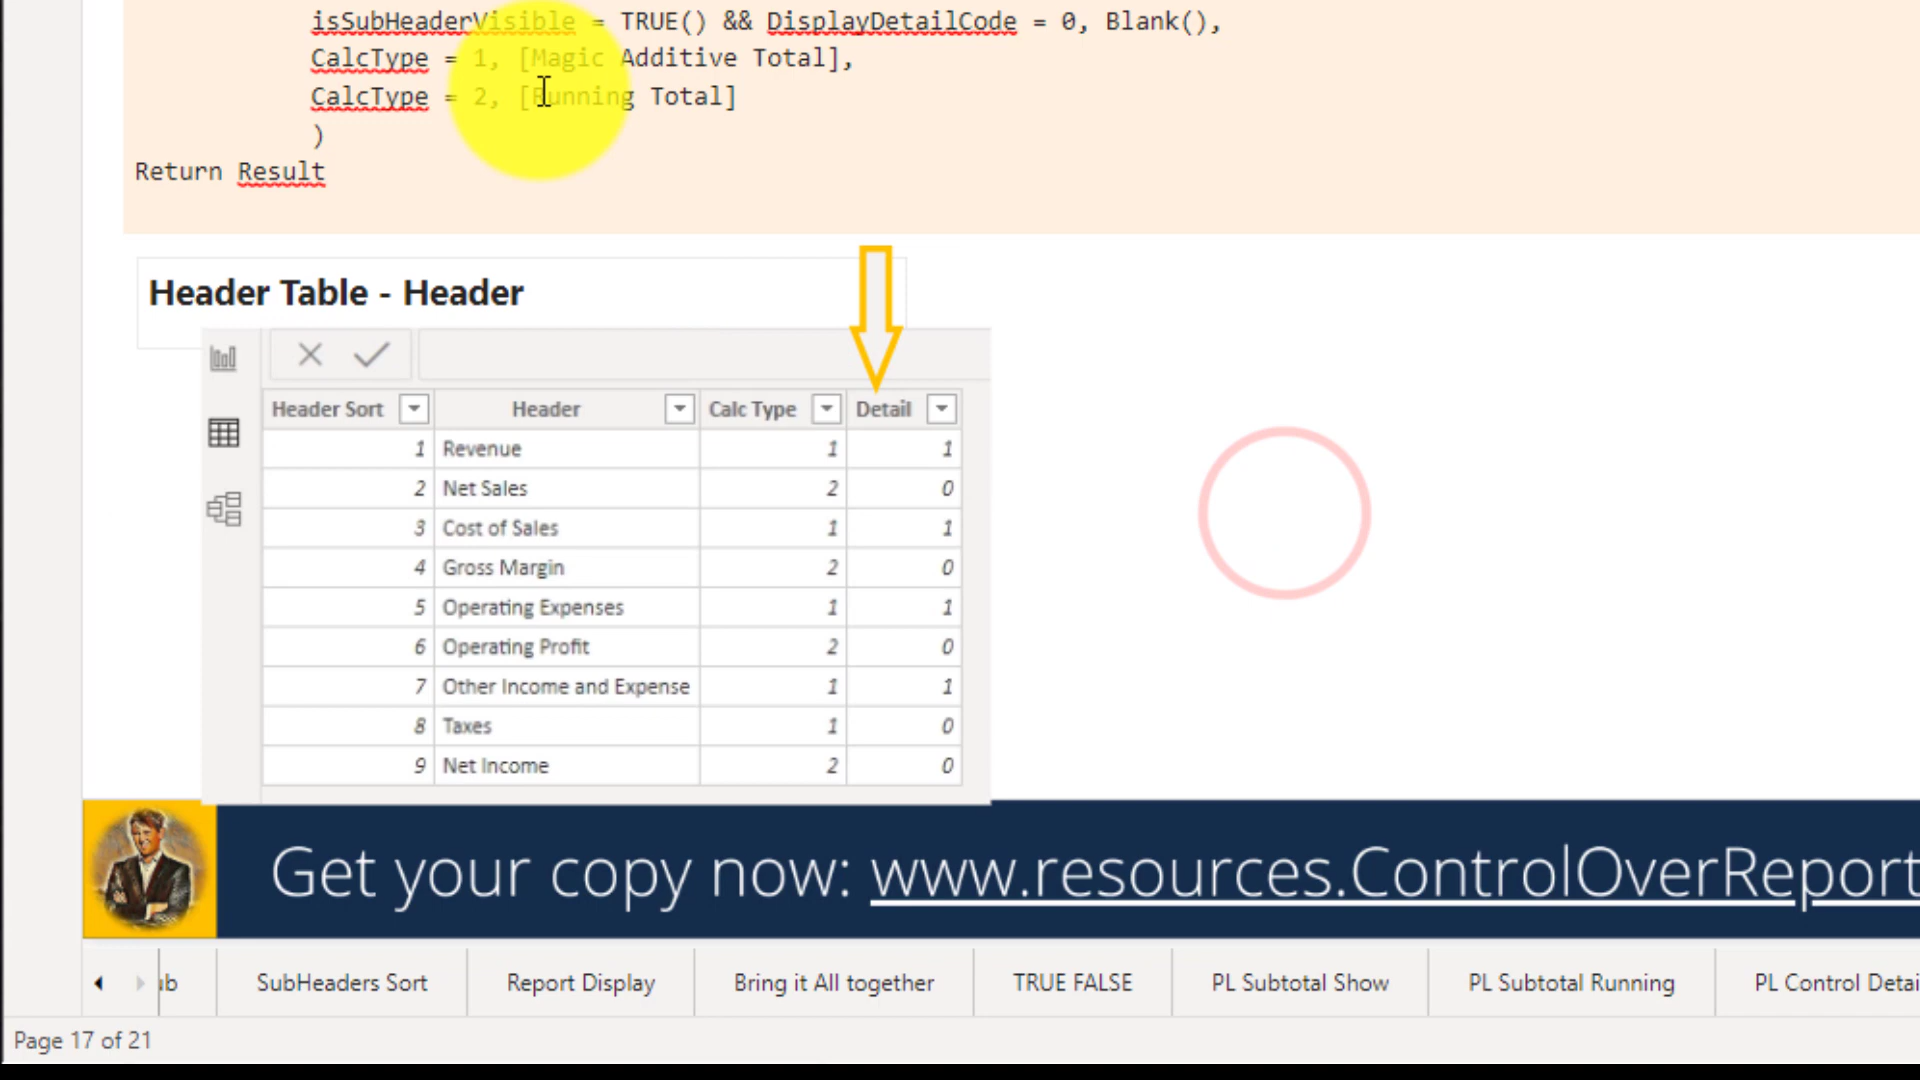 isSubHeaderVisible = TRUE() && DisplayDetailCode = 0, Blank(),
CalcType = 1, [Magic Additive Total],
CalcType = 2, [Running Total]
)
Return Result
Header Table - Header
Header Sort Header Calc Type Detail
1 Revenue 1 1
2 Net Sales 2 0
3 Cost of Sales 1 1
4 Gross Margin 2 0
5 Operating Expenses 1 1
6 Operating Profit 2 0
7 Other Income and Expense 1 1
8 Taxes 1 0
9 Net Income 2 0
Get your copy now: www.resources.ControlOverReport
ub SubHeaders Sort Report Display Bring it All together TRUE FALSE PL Subtotal Show PL Subtotal Running PL Control Detai
Page 17 of 21